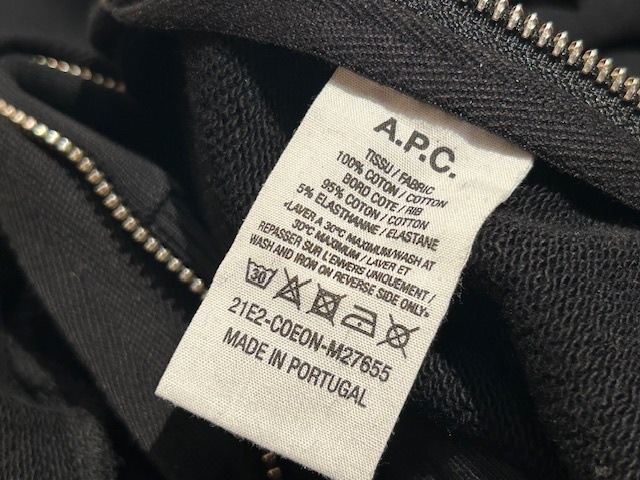 A.P.C.
TISSU / FABRIC
100% COTON / COTTON
BORD COTE / RIB
95% COTON / COTTON
5% ELASTHANNE / ELASTANE
«LAVER A 30°C MAXIMUM/WASH AT
30°C MAXIMUM / LAVER ET
REPASSER SUR L'ENVERS UNIQUEMENT /
WASH AND IRON ON REVERSE SIDE ONLY»
30
21E2-COEON-M27655
MADE IN PORTUGAL